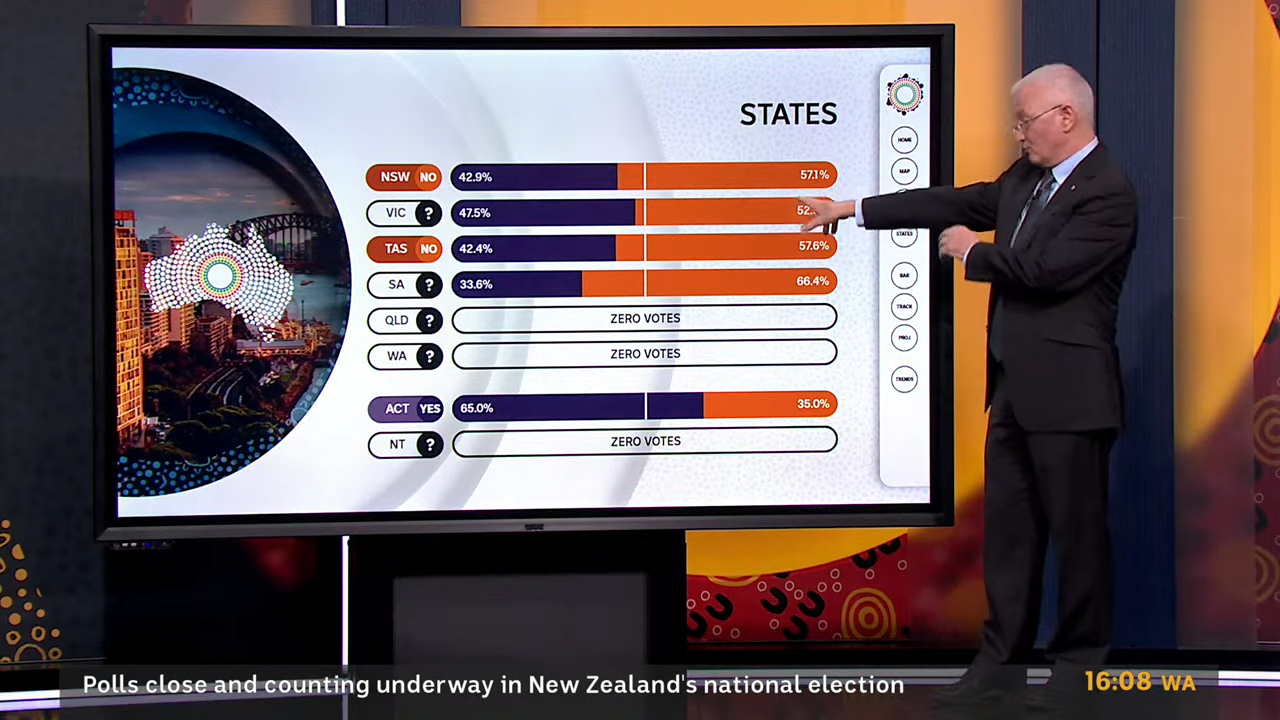 STATES
NSW NO 42.9% 57.1%
VIC ? 47.5%
TAS NO 42.4% 57.6%
SA ? 33.6% 66.4%
QLD ? ZERO VOTES
WA ? ZERO VOTES
ACT YES 65.0% 35.0%
NT ? ZERO VOTES
HOME
MAP
STATES
BAR
TRACK
PROJ
TRENDS
Polls close and counting underway in New Zealand's national election
16:08 WA